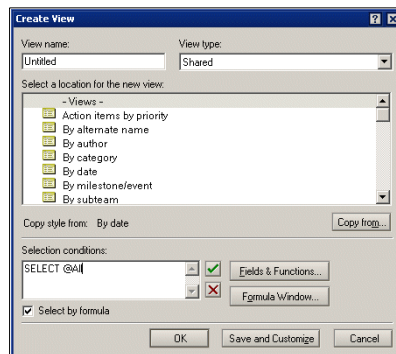 Create View
View name:
View type:
Untitled
Shared
Select a location for the new view:
- Views -
Action items by priority
By alternate name
By author
By category
By date
By milestone/event
By subteam
Copy style from: By date
Copy from...
Selection conditions:
SELECT @All
Fields & Functions...
Formula Window...
Select by formula
OK
Save and Customize
Cancel